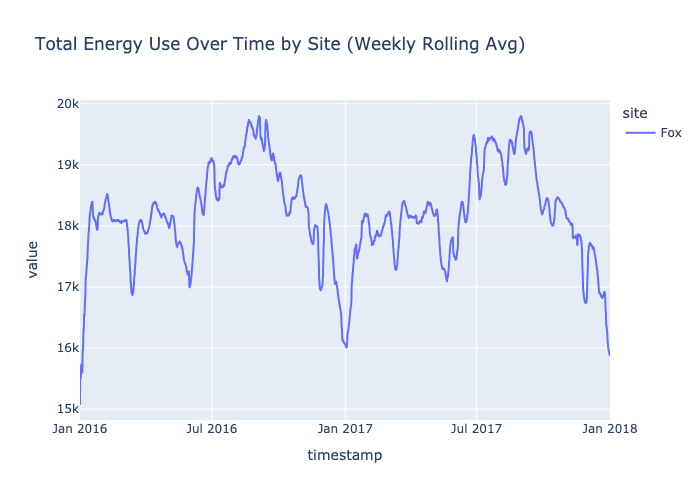 Total Energy Use Over Time by Site (Weekly Rolling Avg)
site
Fox
20k
19k
18k
17k
16k
15k
value
Jan 2016
Jul 2016
Jan 2017
Jul 2017
Jan 2018
timestamp